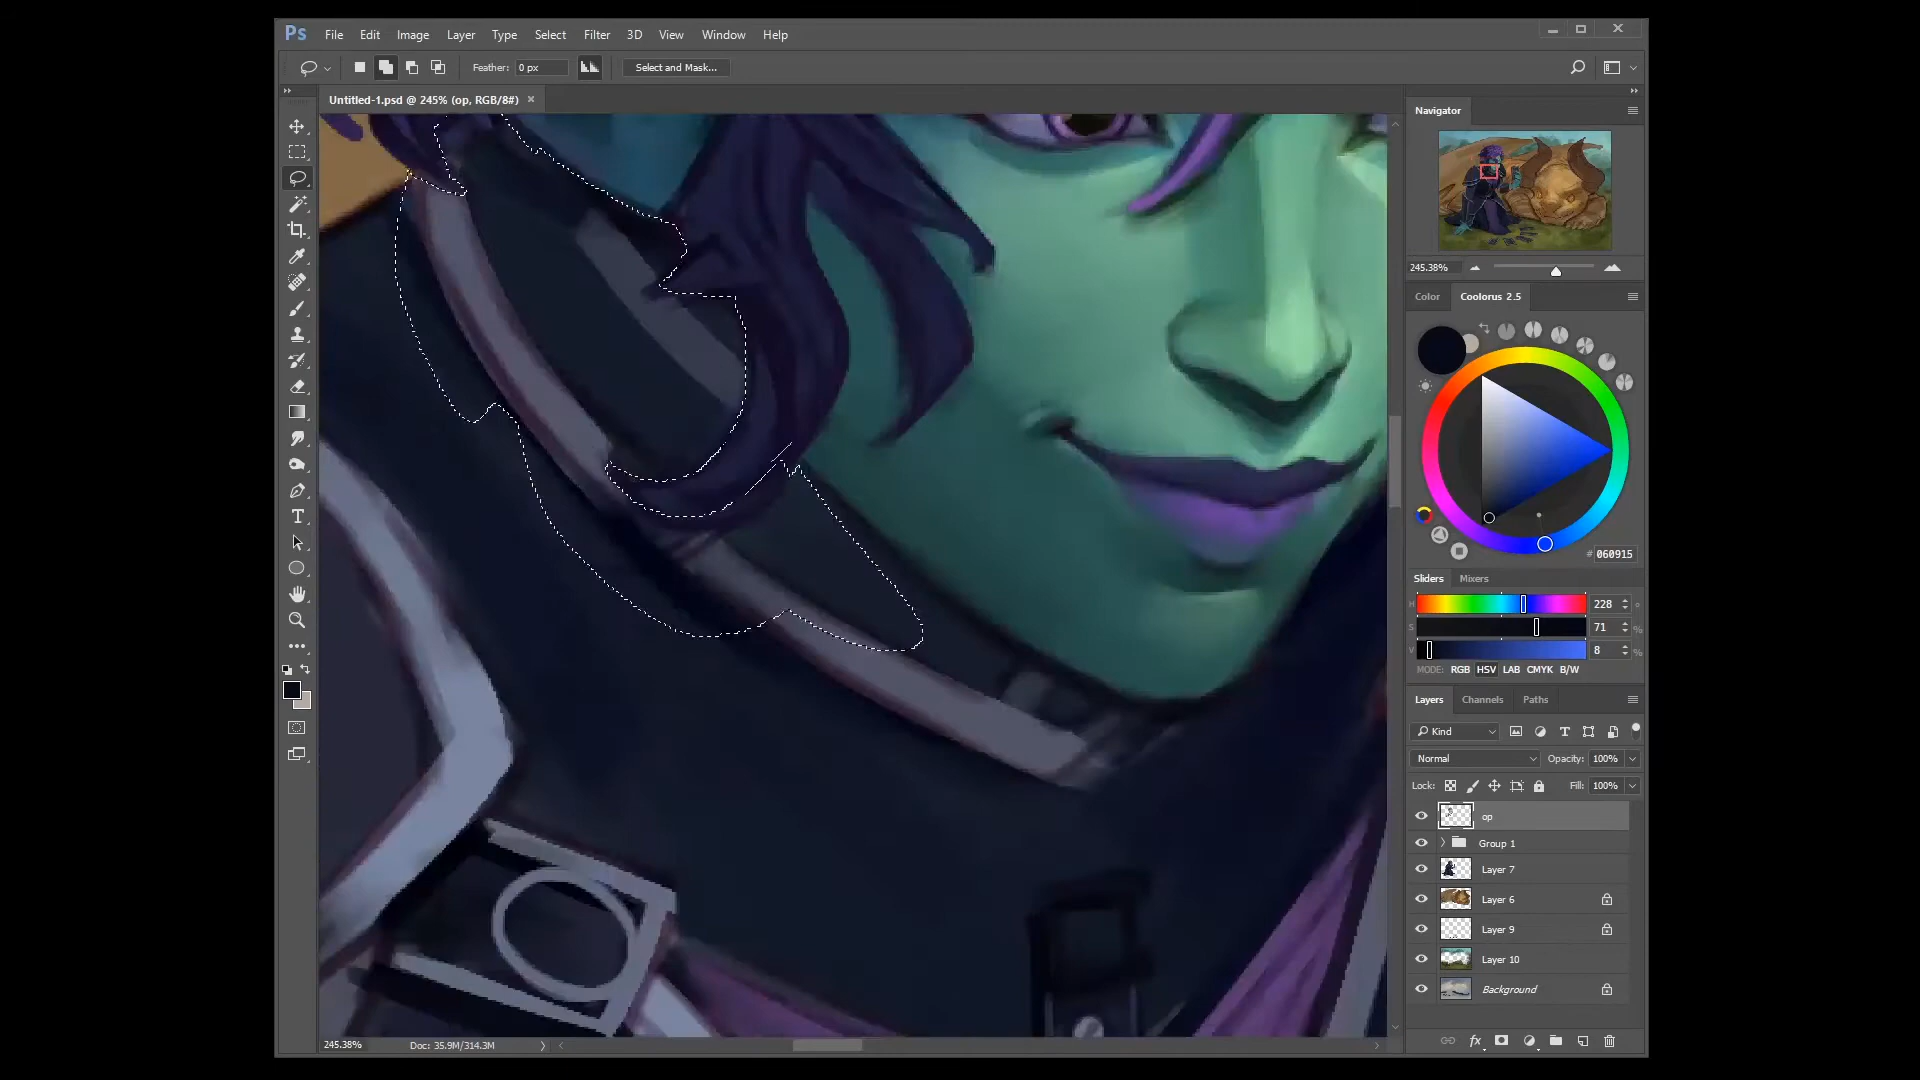 Ps File Edit Image Layer Type Select Filter 3D View Window Help
Feather: 0 px Select and Mask...
Untitled-1.psd @ 245% (op, RGB/8#) ×
Navigator
245.38%
Color Coolorus 2.5
# 060915
Sliders Mixers
H 228 °
S 71 %
V 8 %
MODE: RGB HSV LAB CMYK B/W
Layers Channels Paths
Kind
Normal Opacity: 100%
Lock: Fill: 100%
op
Group 1
Layer 7
Layer 6
Layer 9
Layer 10
Background
fx
245.38% Doc: 35.9M/314.3M